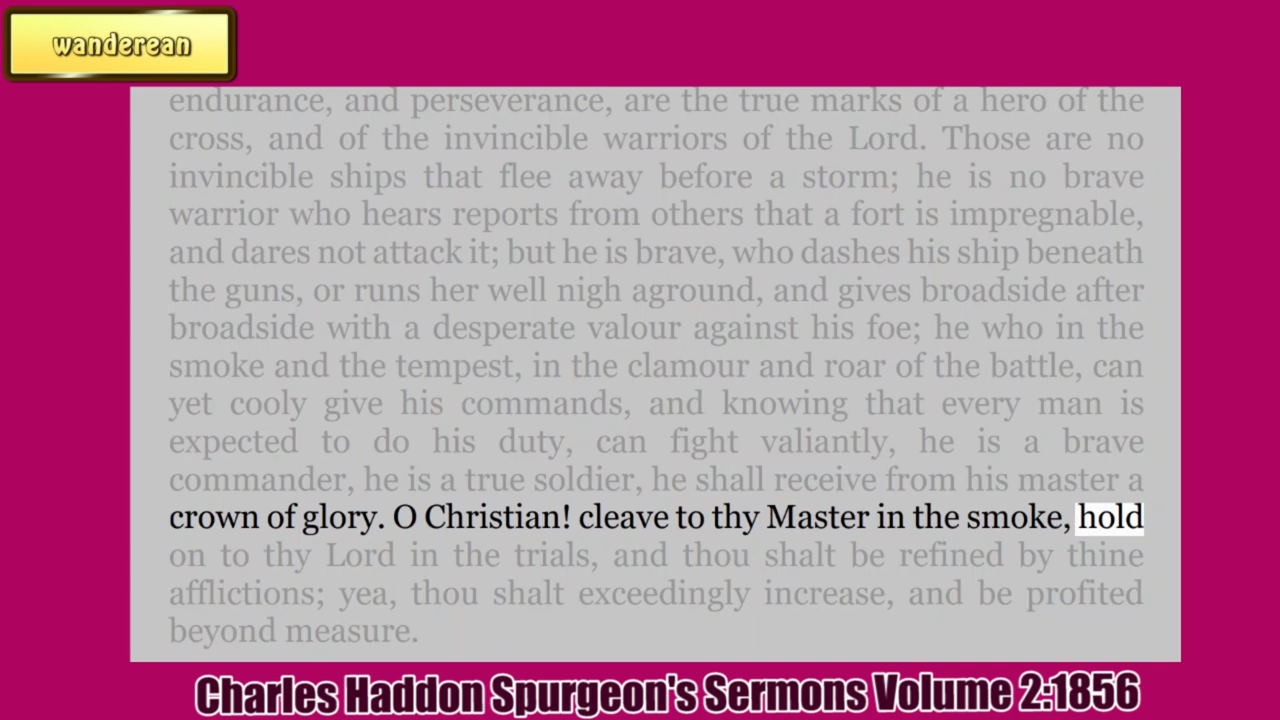 wanderean
endurance, and perseverance, are the true marks of a hero of the
cross, and of the invincible warriors of the Lord. Those are no
invincible ships that flee away before a storm; he is no brave
warrior who hears reports from others that a fort is impregnable,
and dares not attack it; but he is brave, who dashes his ship beneath
the guns, or runs her well nigh aground, and gives broadside after
broadside with a desperate valour against his foe; he who in the
smoke and the tempest, in the clamour and roar of the battle, can
yet cooly give his commands, and knowing that every man is
expected to do his duty, can fight valiantly, he is a brave
commander, he is a true soldier, he shall receive from his master a
crown of glory. O Christian! cleave to thy Master in the smoke, hold
on to thy Lord in the trials, and thou shalt be refined by thine
afflictions; yea, thou shalt exceedingly increase, and be profited
beyond measure.
Charles Haddon Spurgeon's Sermons Volume 2:1856